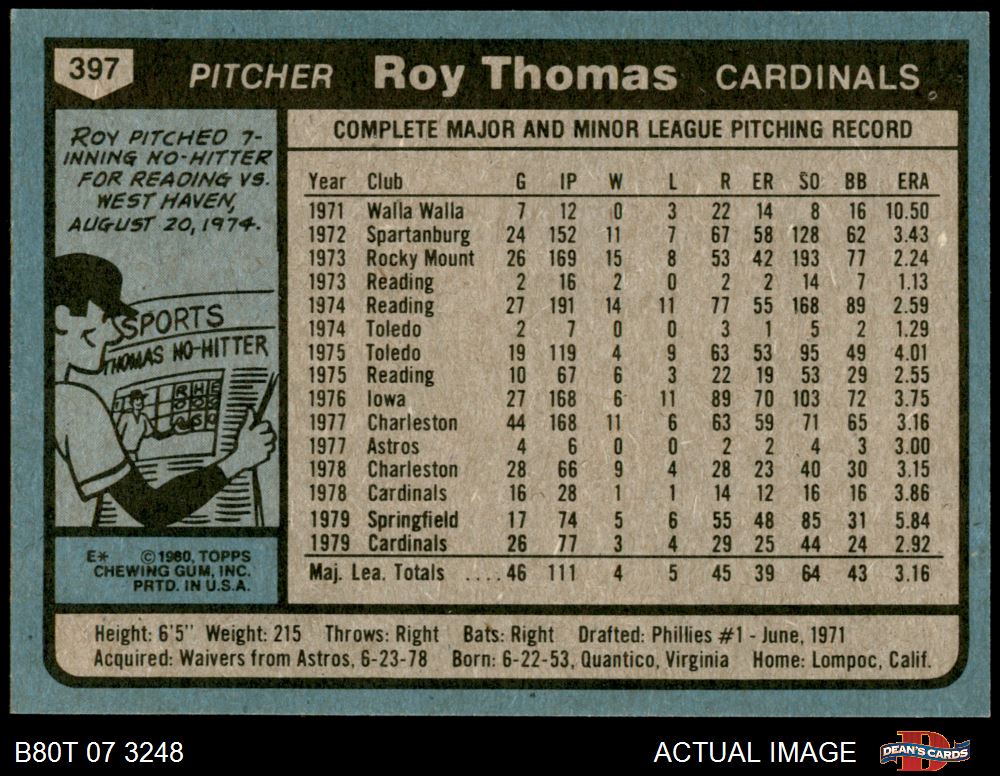 397 PITCHER Roy Thomas CARDINALS
ROY PITCHED 7-
INNING NO-HITTER
FOR READING VS.
WEST HAVEN,
AUGUST 20, 1974.
SPORTS
THOMAS NO-HITTER
R H E
E* © 1980, TOPPS
CHEWING GUM, INC.
PRTD. IN U.S.A.
COMPLETE MAJOR AND MINOR LEAGUE PITCHING RECORD
Year Club G IP W L R ER SO BB ERA
1971 Walla Walla 7 12 0 3 22 14 8 16 10.50
1972 Spartanburg 24 152 11 7 67 58 128 62 3.43
1973 Rocky Mount 26 169 15 8 53 42 193 77 2.24
1973 Reading 2 16 2 0 2 2 14 7 1.13
1974 Reading 27 191 14 11 77 55 168 89 2.59
1974 Toledo 2 7 0 0 3 1 5 2 1.29
1975 Toledo 19 119 4 9 63 53 95 49 4.01
1975 Reading 10 67 6 3 22 19 53 29 2.55
1976 Iowa 27 168 6 11 89 70 103 72 3.75
1977 Charleston 44 168 11 6 63 59 71 65 3.16
1977 Astros 4 6 0 0 2 2 4 3 3.00
1978 Charleston 28 66 9 4 28 23 40 30 3.15
1978 Cardinals 16 28 1 1 14 12 16 16 3.86
1979 Springfield 17 74 5 6 55 48 85 31 5.84
1979 Cardinals 26 77 3 4 29 25 44 24 2.92
Maj. Lea. Totals ....46 111 4 5 45 39 64 43 3.16
Height: 6'5" Weight: 215 Throws: Right Bats: Right Drafted: Phillies #1 - June, 1971
Acquired: Waivers from Astros, 6-23-78 Born: 6-22-53, Quantico, Virginia Home: Lompoc, Calif.
B80T 07 3248 ACTUAL IMAGE D DEAN'S CARDS